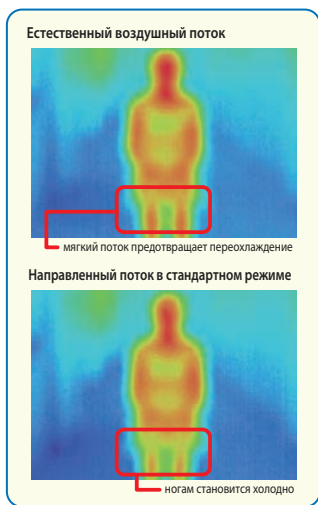 Естественный воздушный поток
мягкий поток предотвращает переохлаждение
Направленный поток в стандартном режиме
ногам становится холодно